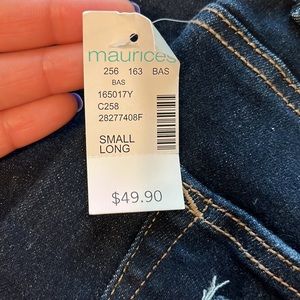 maurices
256 163 BAS
BAS
165017Y
C258
28277408F
SMALL
LONG
$49.90